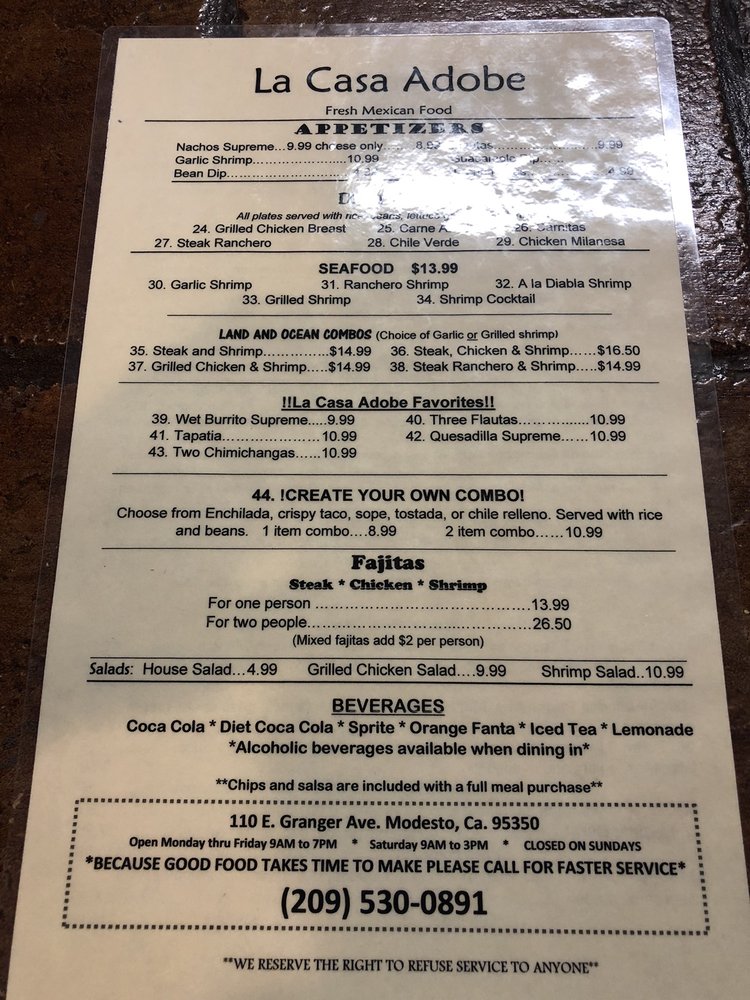 La Casa Adobe
Fresh Mexican Food
APPETIZERS
Nachos Supreme...9.99 cheese only..... 8.99 ..........................9.99
Garlic Shrimp.......................10.99
Bean Dip.............................
All plates served with rice,
24. Grilled Chicken Breast 25. Carne 26. Carnitas
27. Steak Ranchero 28. Chile Verde 29. Chicken Milanesa
SEAFOOD $13.99
30. Garlic Shrimp 31. Ranchero Shrimp 32. A la Diabla Shrimp
33. Grilled Shrimp 34. Shrimp Cocktail
LAND AND OCEAN COMBOS (Choice of Garlic or Grilled shrimp)
35. Steak and Shrimp...............$14.99 36. Steak, Chicken & Shrimp......$16.50
37. Grilled Chicken & Shrimp.....$14.99 38. Steak Ranchero & Shrimp.....$14.99
!!La Casa Adobe Favorites!!
39. Wet Burrito Supreme.....9.99 40. Three Flautas................10.99
41. Tapatia.....................10.99 42. Quesadilla Supreme......10.99
43. Two Chimichangas......10.99
44. !CREATE YOUR OWN COMBO!
Choose from Enchilada, crispy taco, sope, tostada, or chile relleno. Served with rice
and beans. 1 item combo....8.99 2 item combo......10.99
Fajitas
Steak * Chicken * Shrimp
For one person ..........................................13.99
For two people...........................................26.50
(Mixed fajitas add $2 per person)
Salads: House Salad...4.99 Grilled Chicken Salad....9.99 Shrimp Salad..10.99
BEVERAGES
Coca Cola * Diet Coca Cola * Sprite * Orange Fanta * Iced Tea * Lemonade
*Alcoholic beverages available when dining in*
**Chips and salsa are included with a full meal purchase**
110 E. Granger Ave. Modesto, Ca. 95350
Open Monday thru Friday 9AM to 7PM * Saturday 9AM to 3PM * CLOSED ON SUNDAYS
*BECAUSE GOOD FOOD TAKES TIME TO MAKE PLEASE CALL FOR FASTER SERVICE*
(209) 530-0891
**WE RESERVE THE RIGHT TO REFUSE SERVICE TO ANYONE**